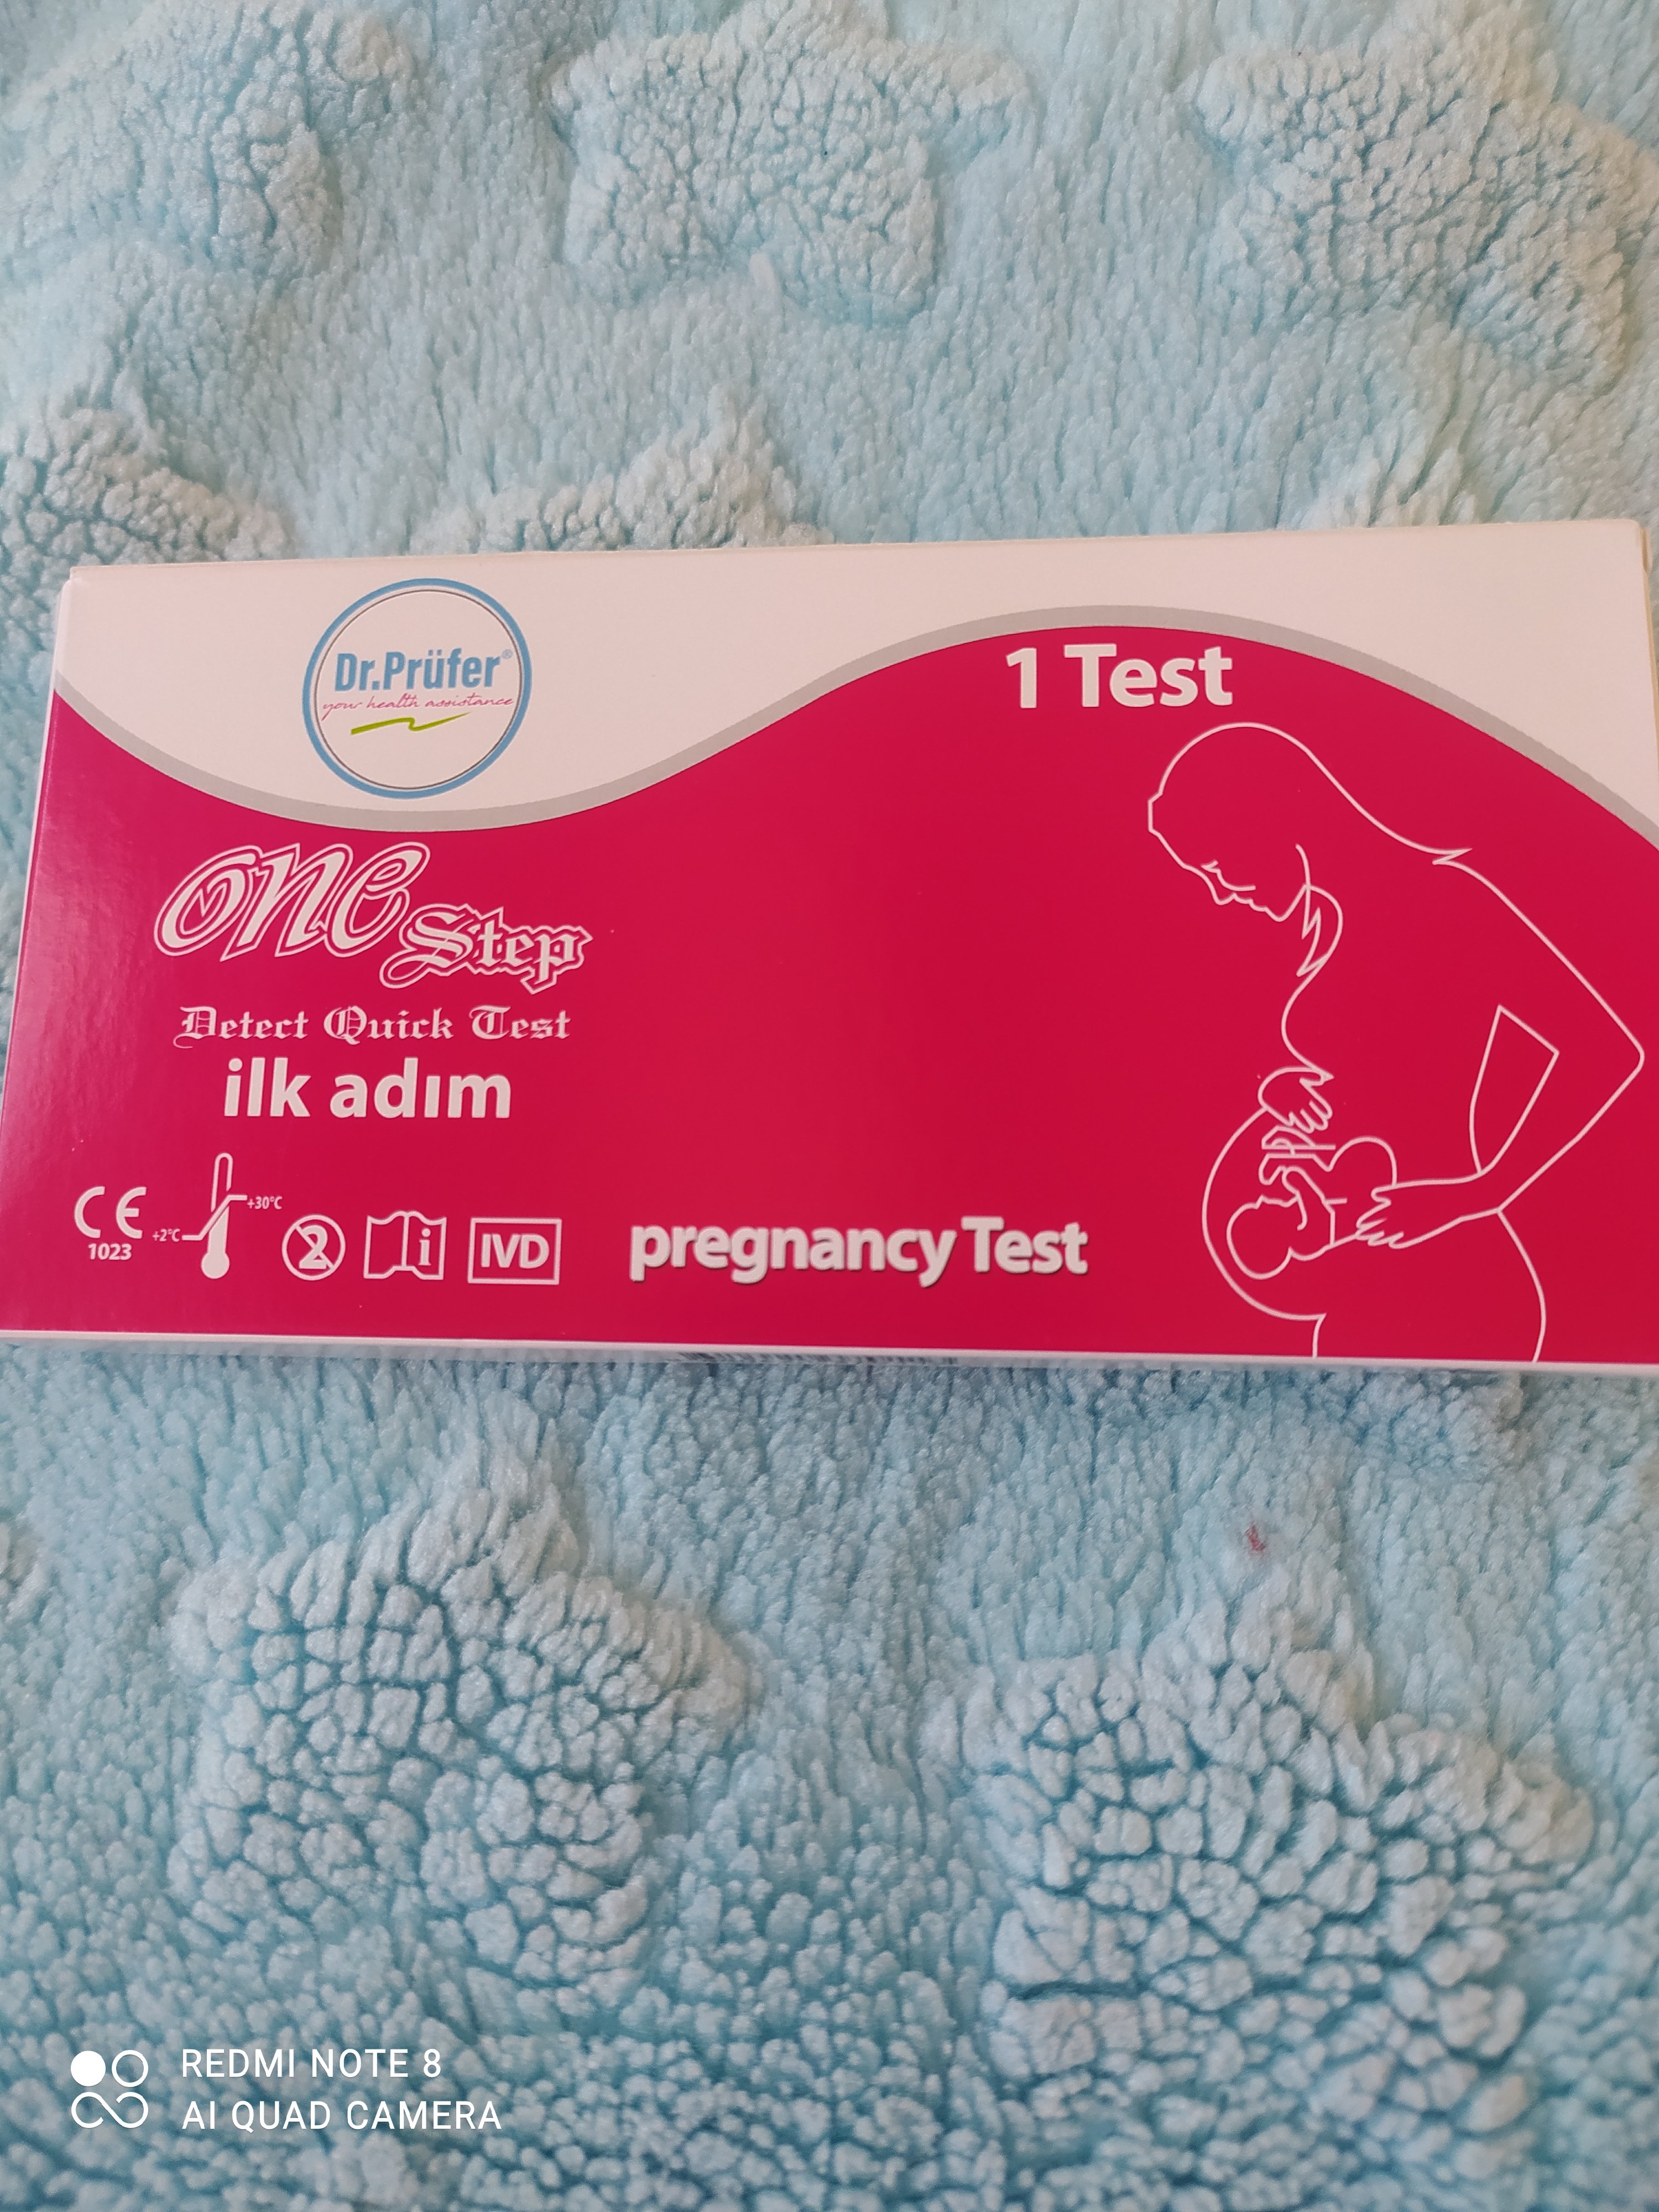 Dr.Prüfer®
your health assistance
1 Test
One Step
Detect Quick Test
ilk adım
CE
1023
+2°C
+30°C
2
i
IVD
pregnancy Test
REDMI NOTE 8
AI QUAD CAMERA